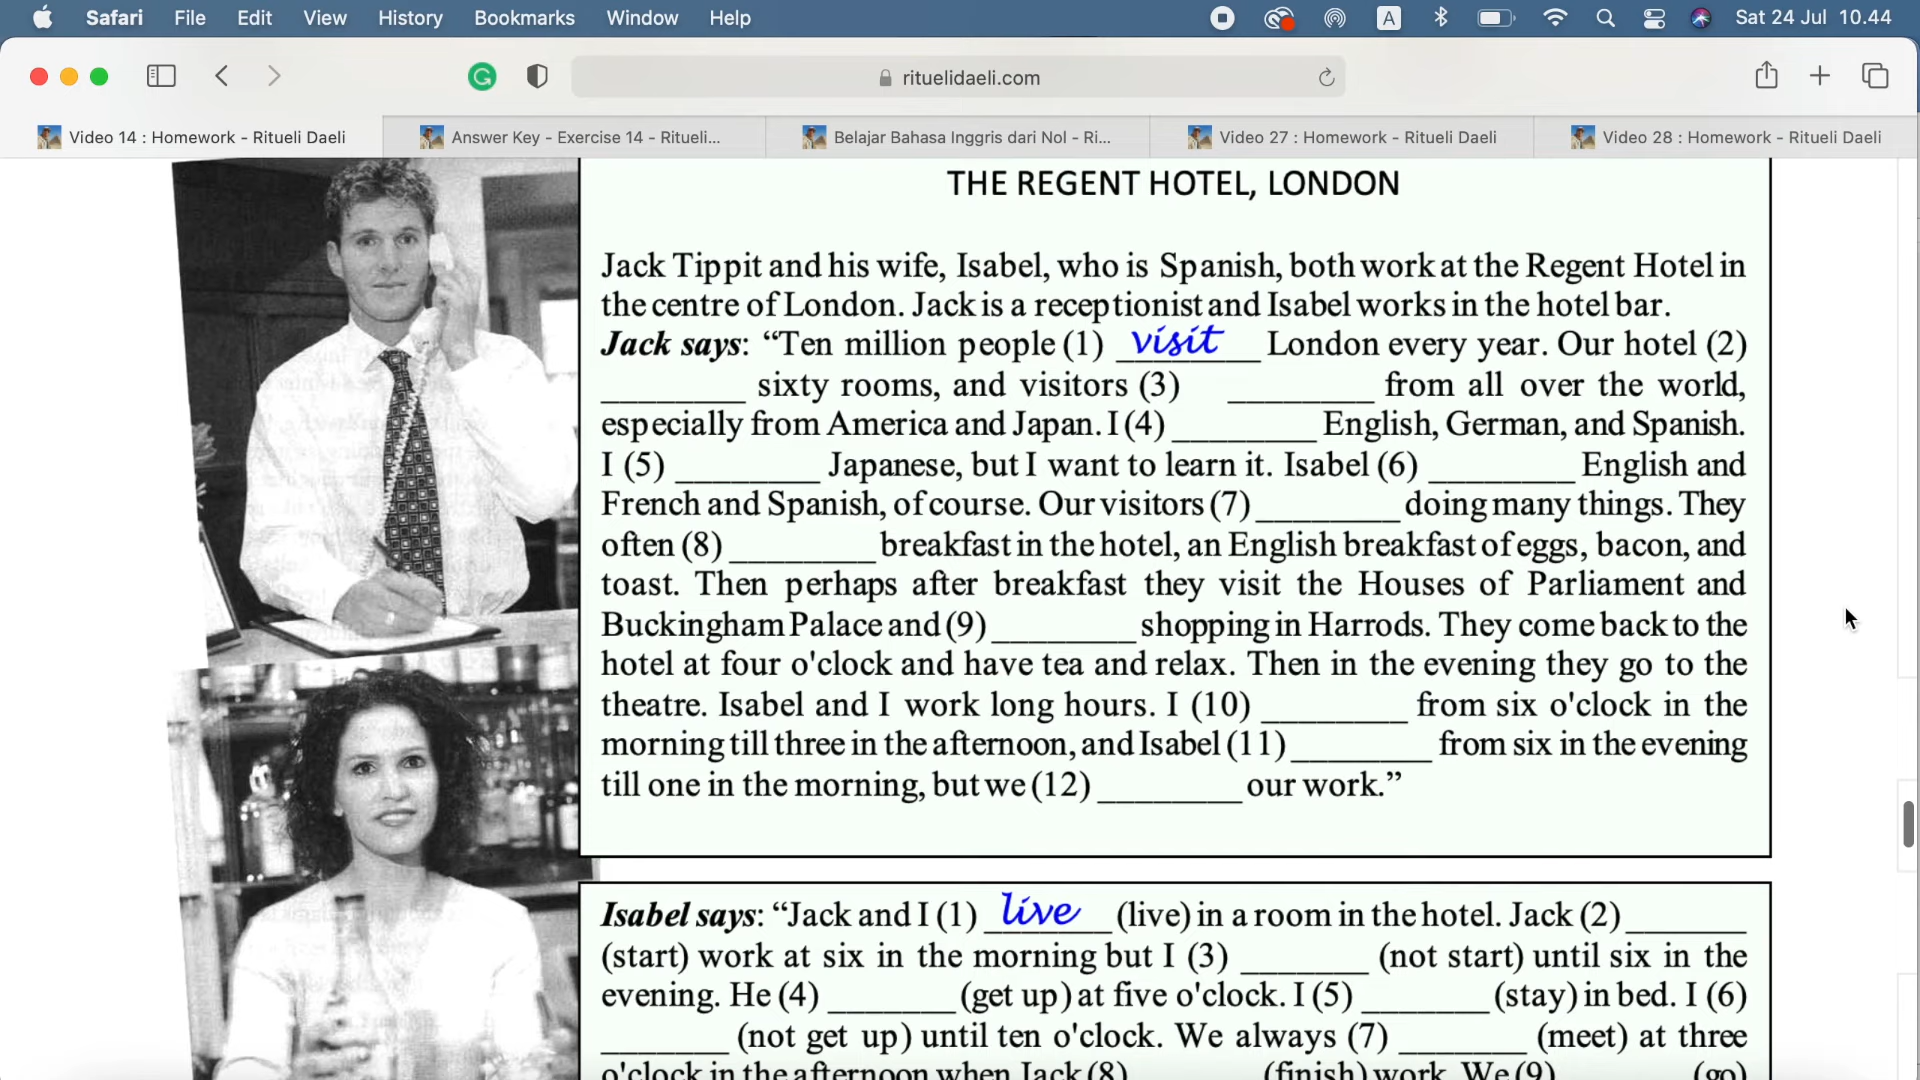 Safari File Edit View History Bookmarks Window Help A Sat 24 Jul 10.44
rituelidaeli.com
Video 14 : Homework - Ritueli Daeli
Answer Key - Exercise 14 - Ritueli...
Belajar Bahasa Inggris dari Nol - Ri...
Video 27 : Homework - Ritueli Daeli
Video 28 : Homework - Ritueli Daeli
THE REGENT HOTEL, LONDON
Jack Tippit and his wife, Isabel, who is Spanish, both work at the Regent Hotel in
the centre of London. Jack is a receptionist and Isabel works in the hotel bar.
Jack says: “Ten million people (1) visit London every year. Our hotel (2)
________ sixty rooms, and visitors (3) ________ from all over the world,
especially from America and Japan. I (4) ________ English, German, and Spanish.
I (5) ________ Japanese, but I want to learn it. Isabel (6) ________ English and
French and Spanish, of course. Our visitors (7) ________ doing many things. They
often (8) ________ breakfast in the hotel, an English breakfast of eggs, bacon, and
toast. Then perhaps after breakfast they visit the Houses of Parliament and
Buckingham Palace and (9) ________ shopping in Harrods. They come back to the
hotel at four o'clock and have tea and relax. Then in the evening they go to the
theatre. Isabel and I work long hours. I (10) ________ from six o'clock in the
morning till three in the afternoon, and Isabel (11) ________ from six in the evening
till one in the morning, but we (12) ________ our work.”
Isabel says: “Jack and I (1) live (live) in a room in the hotel. Jack (2) _______
(start) work at six in the morning but I (3) _______ (not start) until six in the
evening. He (4) _______ (get up) at five o'clock. I (5) _______ (stay) in bed. I (6)
_______ (not get up) until ten o'clock. We always (7) _______ (meet) at three
o'clock in the afternoon when Jack (8) _______ (finish) work. We (9) _______ (go)